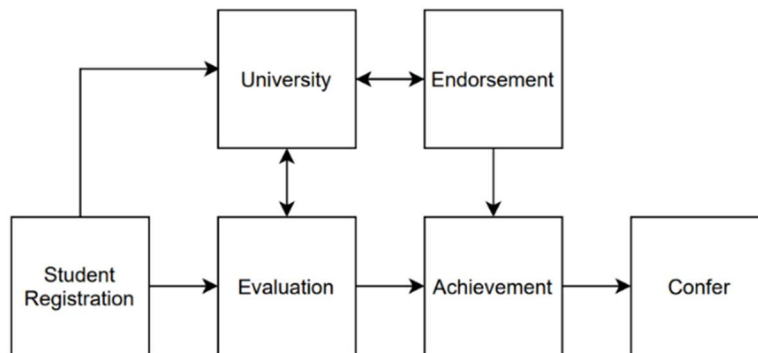 University
Endorsement
Student
Registration
Evaluation
Achievement
Confer